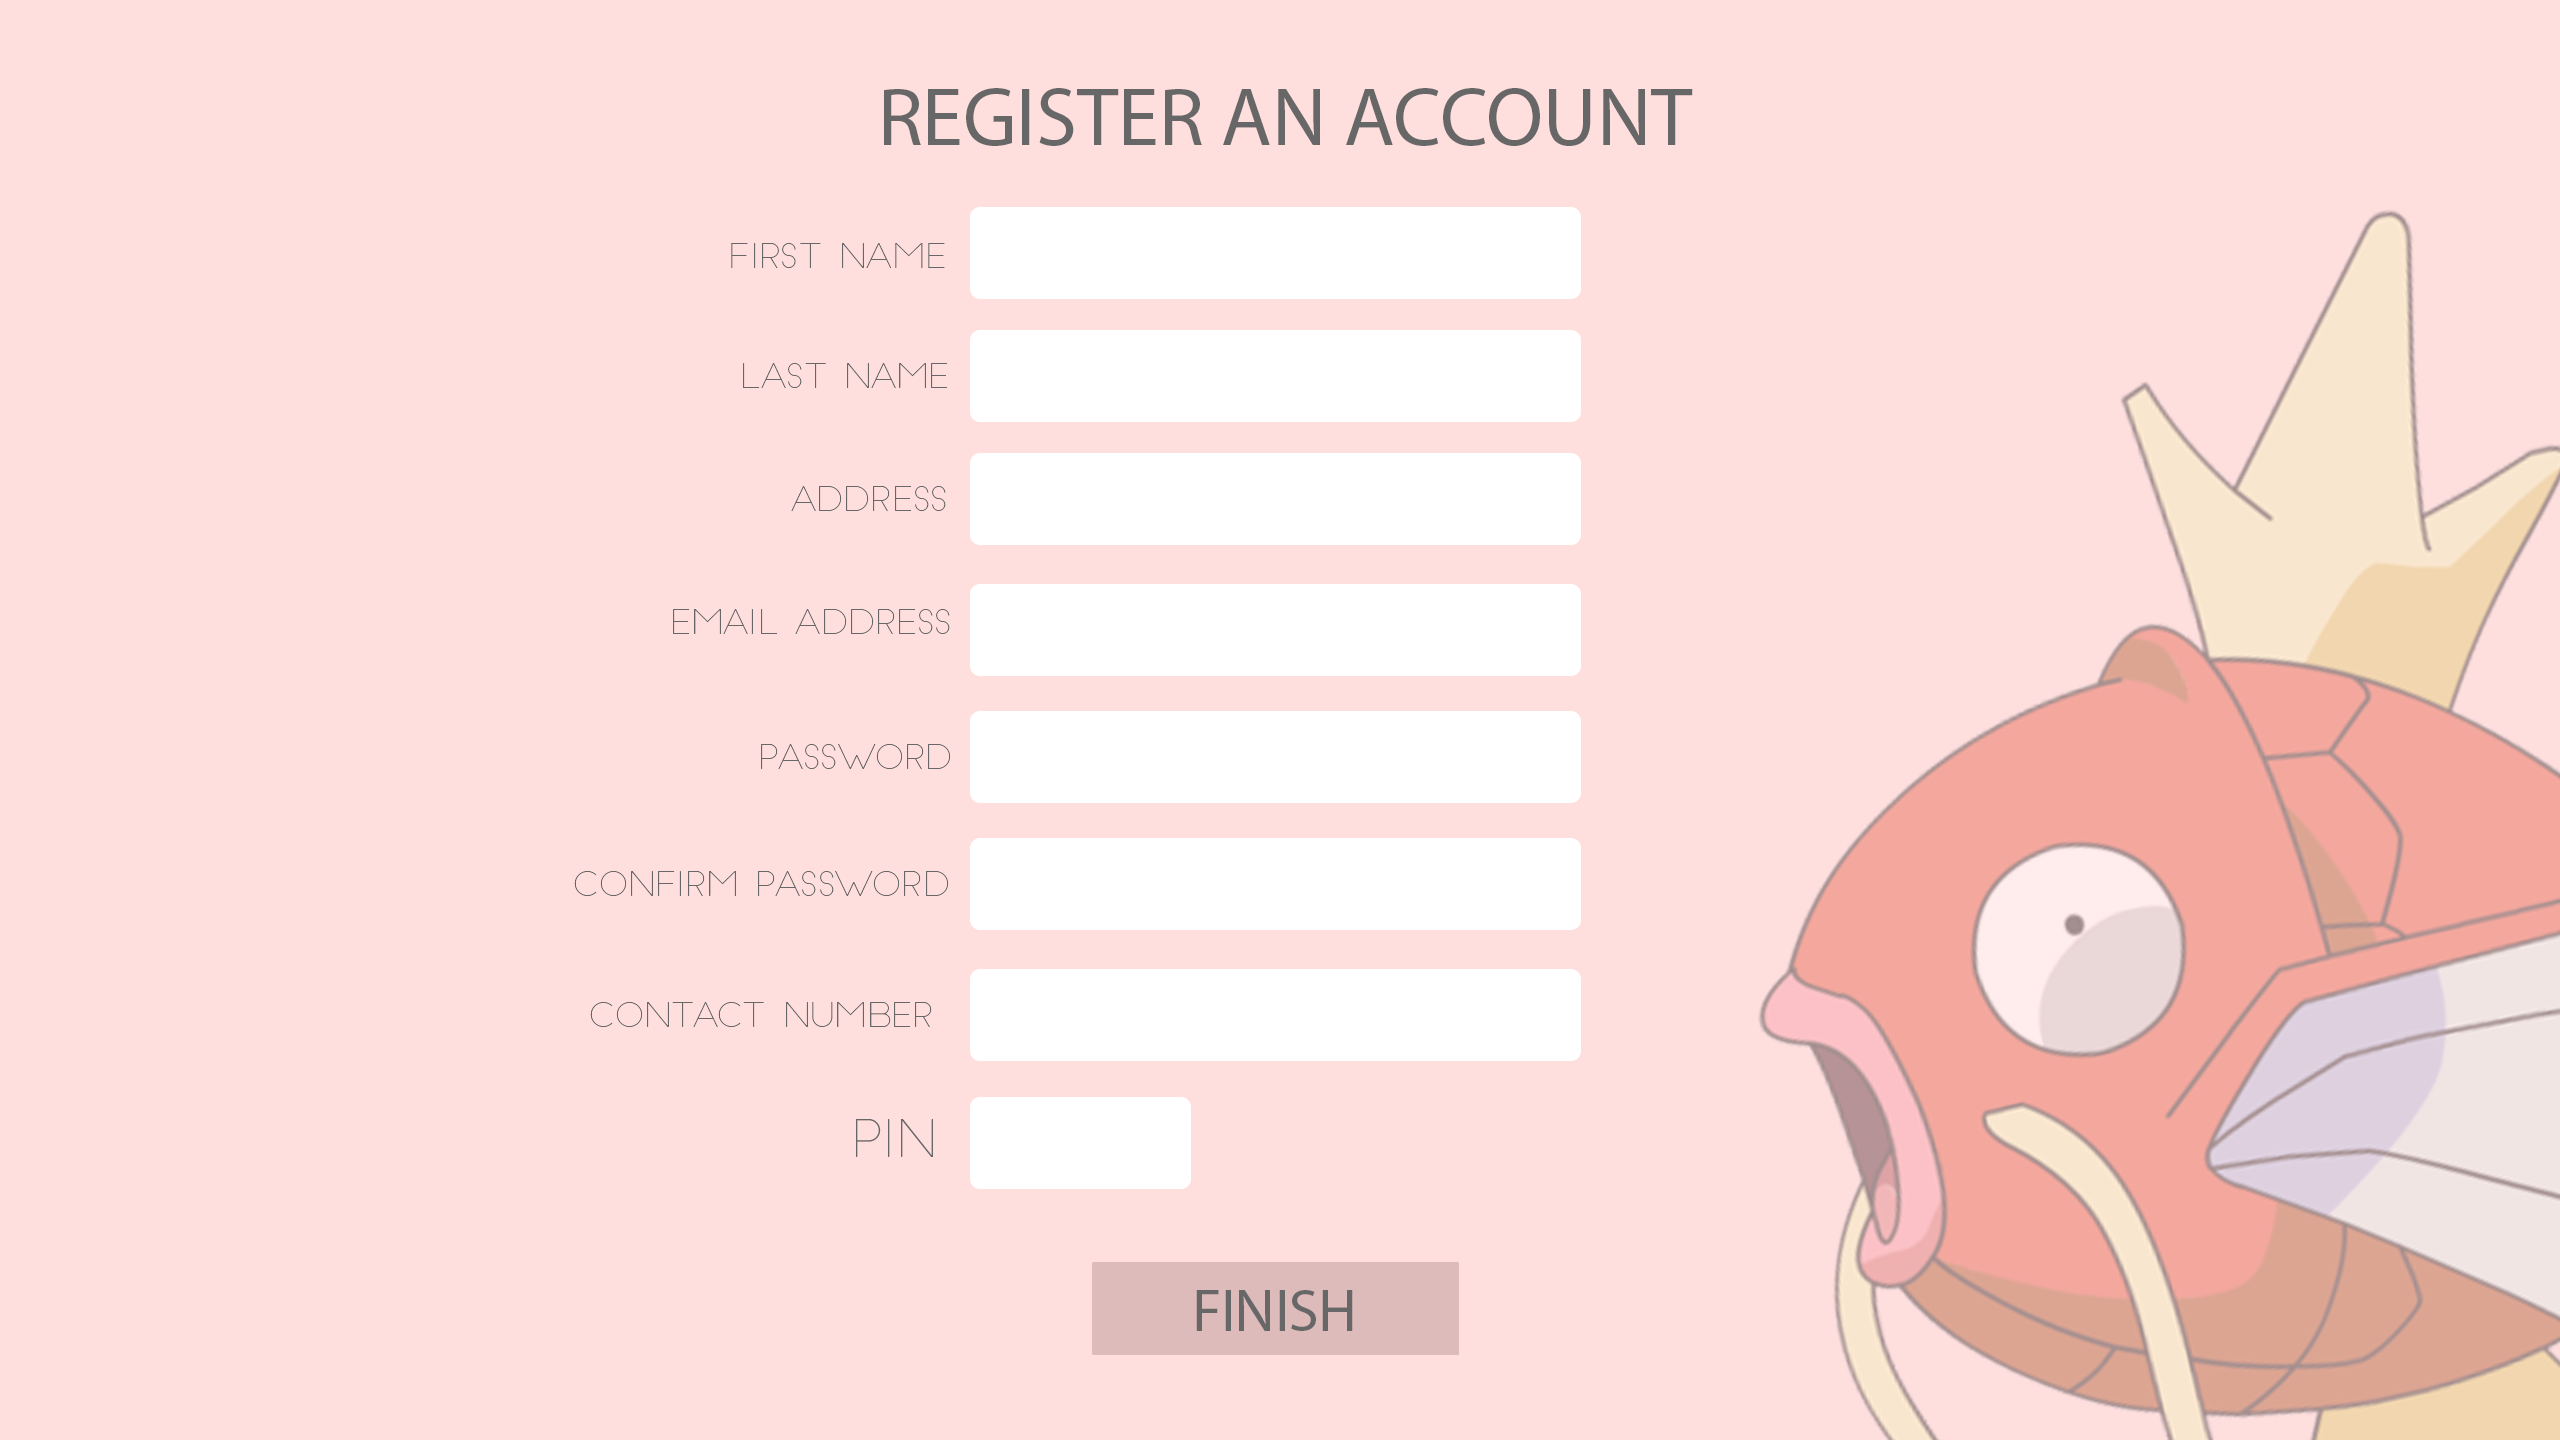 REGISTER AN ACCOUNT
FIRST NAME
LAST NAME
ADDRESS
EMAIL ADDRESS
PASSWORD
CONFIRM PASSWORD
CONTACT NUMBER
PIN
FINISH